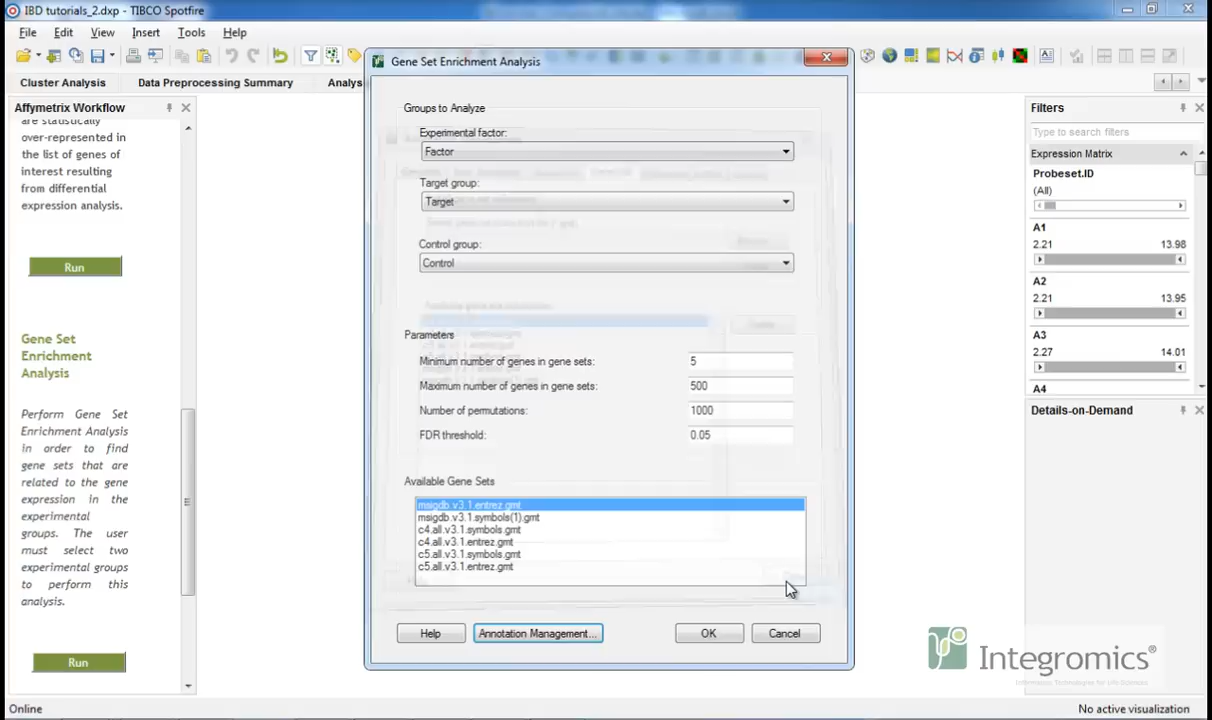 IBD tutorials_2.dxp - TIBCO Spotfire
File Edit View Insert Tools Help
Cluster Analysis Data Preprocessing Summary Analys
Affymetrix Workflow
are statistically
over-represented in
the list of genes of
interest resulting
from differential
expression analysis.
Run
Gene Set
Enrichment
Analysis
Perform Gene Set
Enrichment Analysis
in order to find
gene sets that are
related to the gene
expression in the
experimental
groups. The user
must select two
experimental groups
to perform this
analysis.
Run
Gene Set Enrichment Analysis
Groups to Analyze
Experimental factor:
Factor
Target group:
Target
Control group:
Control
Parameters
Minimum number of genes in gene sets: 5
Maximum number of genes in gene sets: 500
Number of permutations: 1000
FDR threshold: 0.05
Available Gene Sets
msigdb.v3.1.entrez.gmt
msigdb.v3.1.symbols(1).gmt
c4.all.v3.1.symbols.gmt
c4.all.v3.1.entrez.gmt
c5.all.v3.1.symbols.gmt
c5.all.v3.1.entrez.gmt
Help Annotation Management... OK Cancel
Filters
Type to search filters
Expression Matrix
Probeset.ID
(All)
A1
2.21 13.98
A2
2.21 13.95
A3
2.27 14.01
A4
Details-on-Demand
Integromics®
Online
No active visualization